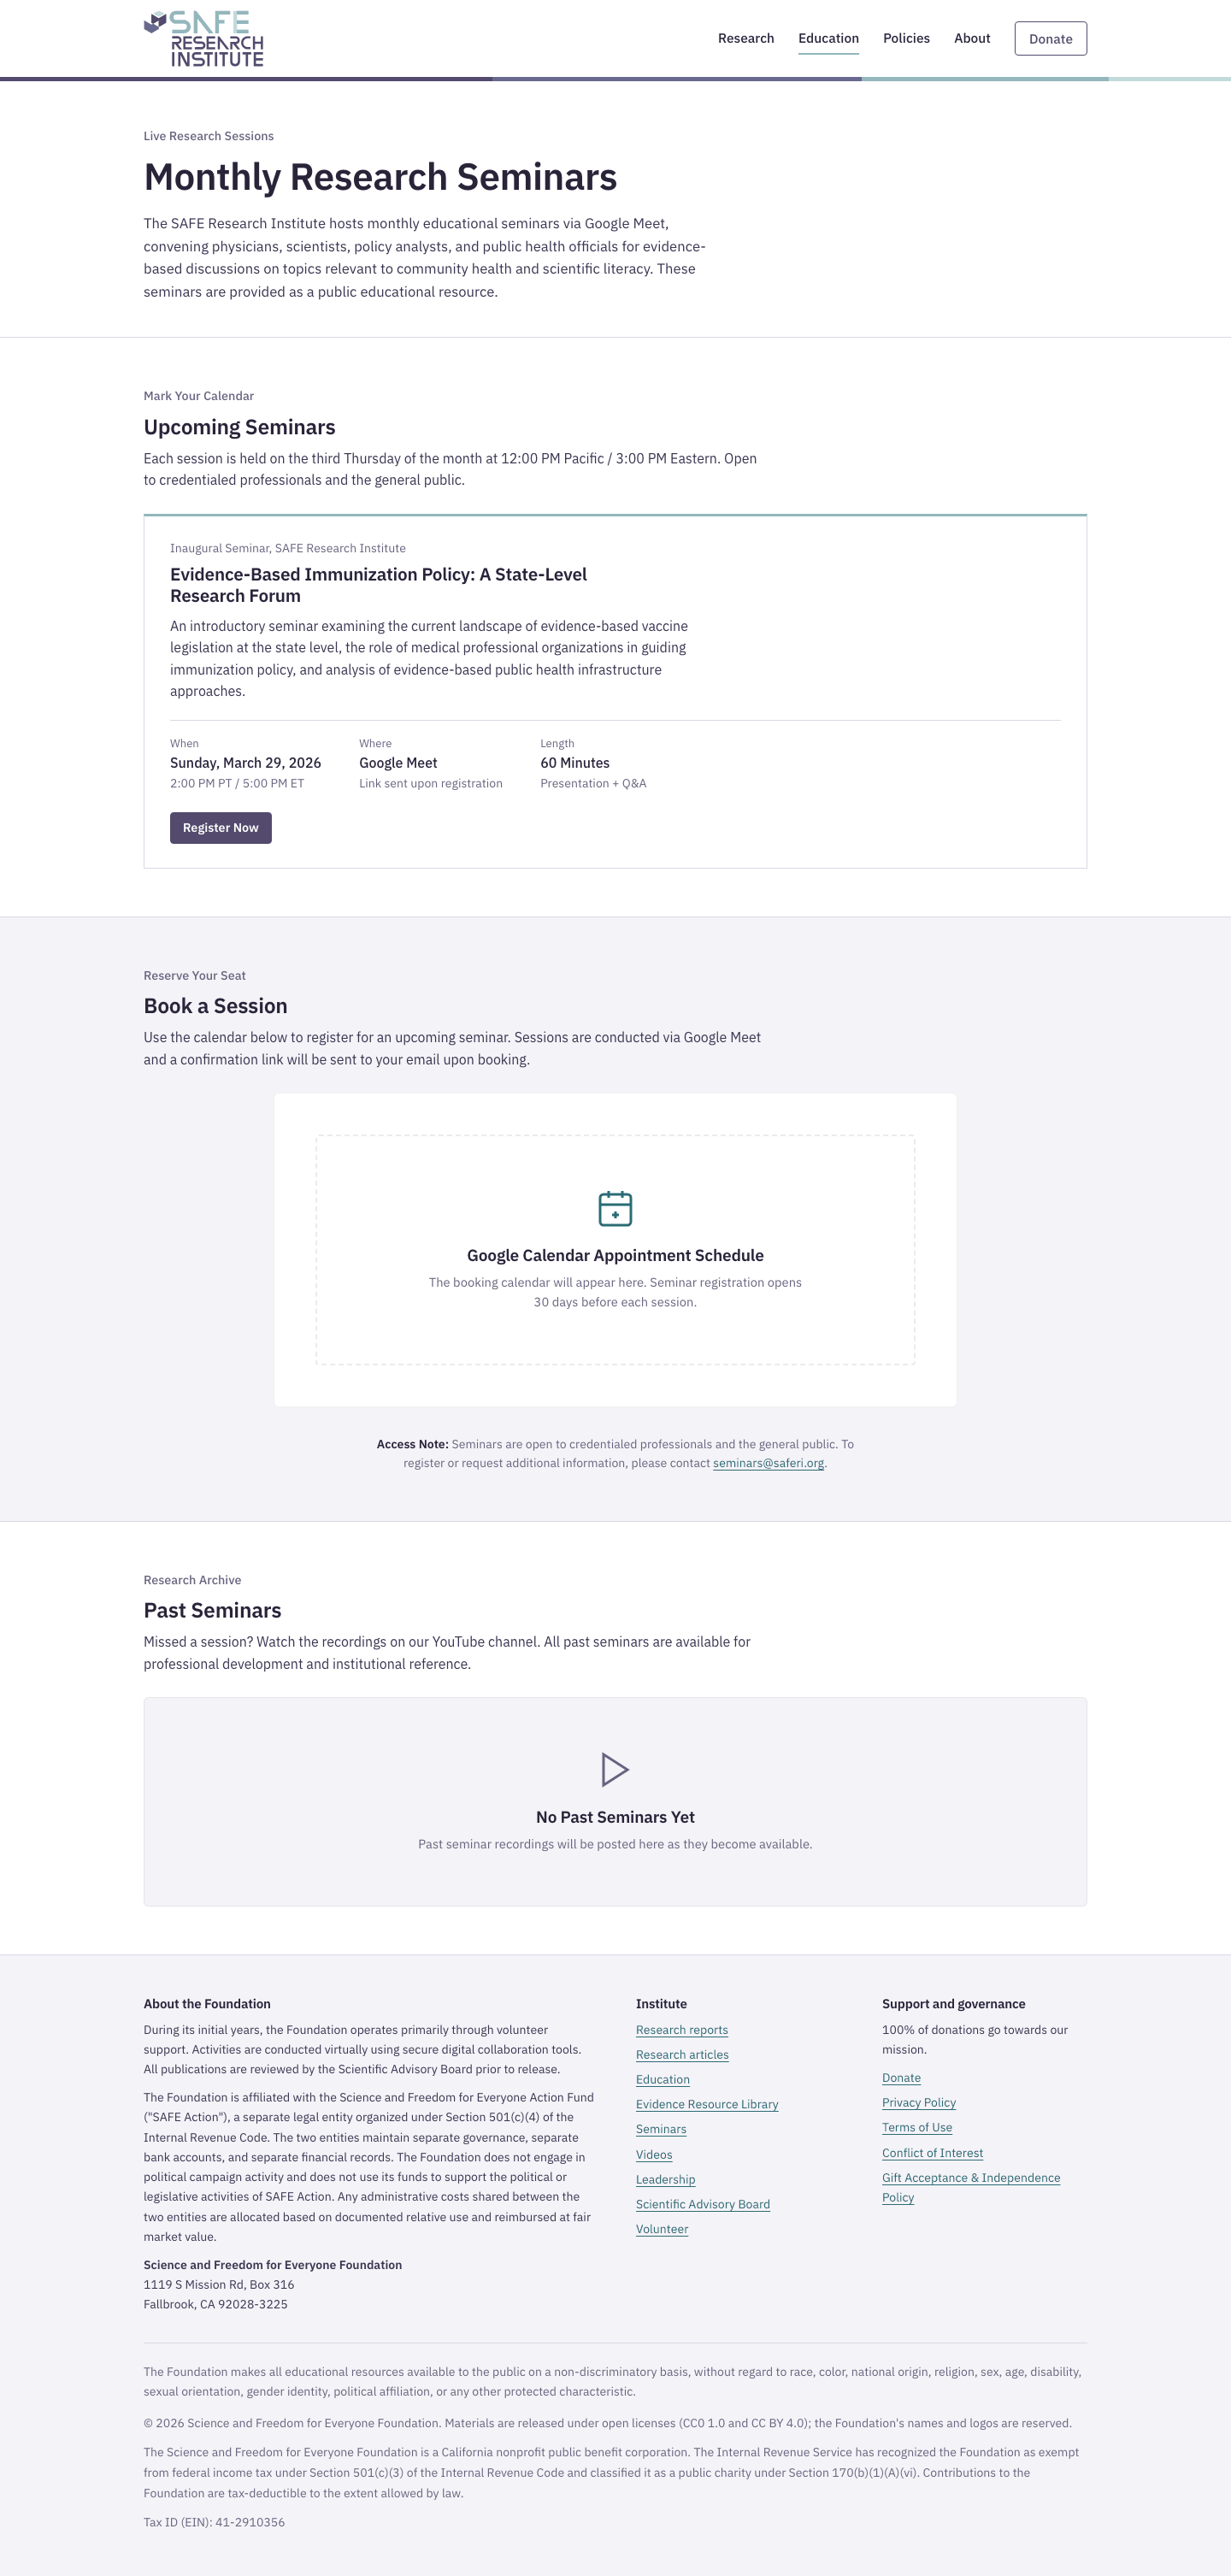 SAFE
RESEARCH
INSTITUTE
Research
Education
Policies
About
Donate
Live Research Sessions
Monthly Research Seminars
The SAFE Research Institute hosts monthly educational seminars via Google Meet,
convening physicians, scientists, policy analysts, and public health officials for evidence-
based discussions on topics relevant to community health and scientific literacy. These
seminars are provided as a public educational resource.
Mark Your Calendar
Upcoming Seminars
Each session is held on the third Thursday of the month at 12:00 PM Pacific / 3:00 PM Eastern. Open
to credentialed professionals and the general public.
Inaugural Seminar, SAFE Research Institute
Evidence-Based Immunization Policy: A State-Level
Research Forum
An introductory seminar examining the current landscape of evidence-based vaccine
legislation at the state level, the role of medical professional organizations in guiding
immunization policy, and analysis of evidence-based public health infrastructure
approaches.
When
Sunday, March 29, 2026
2:00 PM PT / 5:00 PM ET
Where
Google Meet
Link sent upon registration
Length
60 Minutes
Presentation + Q&A
Register Now
Reserve Your Seat
Book a Session
Use the calendar below to register for an upcoming seminar. Sessions are conducted via Google Meet
and a confirmation link will be sent to your email upon booking.
Google Calendar Appointment Schedule
The booking calendar will appear here. Seminar registration opens
30 days before each session.
Access Note: Seminars are open to credentialed professionals and the general public. To
register or request additional information, please contact seminars@saferi.org.
Research Archive
Past Seminars
Missed a session? Watch the recordings on our YouTube channel. All past seminars are available for
professional development and institutional reference.
No Past Seminars Yet
Past seminar recordings will be posted here as they become available.
About the Foundation
During its initial years, the Foundation operates primarily through volunteer
support. Activities are conducted virtually using secure digital collaboration tools.
All publications are reviewed by the Scientific Advisory Board prior to release.
The Foundation is affiliated with the Science and Freedom for Everyone Action Fund
("SAFE Action"), a separate legal entity organized under Section 501(c)(4) of the
Internal Revenue Code. The two entities maintain separate governance, separate
bank accounts, and separate financial records. The Foundation does not engage in
political campaign activity and does not use its funds to support the political or
legislative activities of SAFE Action. Any administrative costs shared between the
two entities are allocated based on documented relative use and reimbursed at fair
market value.
Science and Freedom for Everyone Foundation
1119 S Mission Rd, Box 316
Fallbrook, CA 92028-3225
Institute
Research reports
Research articles
Education
Evidence Resource Library
Seminars
Videos
Leadership
Scientific Advisory Board
Volunteer
Support and governance
100% of donations go towards our
mission.
Donate
Privacy Policy
Terms of Use
Conflict of Interest
Gift Acceptance & Independence
Policy
The Foundation makes all educational resources available to the public on a non-discriminatory basis, without regard to race, color, national origin, religion, sex, age, disability,
sexual orientation, gender identity, political affiliation, or any other protected characteristic.
© 2026 Science and Freedom for Everyone Foundation. Materials are released under open licenses (CC0 1.0 and CC BY 4.0); the Foundation's names and logos are reserved.
The Science and Freedom for Everyone Foundation is a California nonprofit public benefit corporation. The Internal Revenue Service has recognized the Foundation as exempt
from federal income tax under Section 501(c)(3) of the Internal Revenue Code and classified it as a public charity under Section 170(b)(1)(A)(vi). Contributions to the
Foundation are tax-deductible to the extent allowed by law.
Tax ID (EIN): 41-2910356